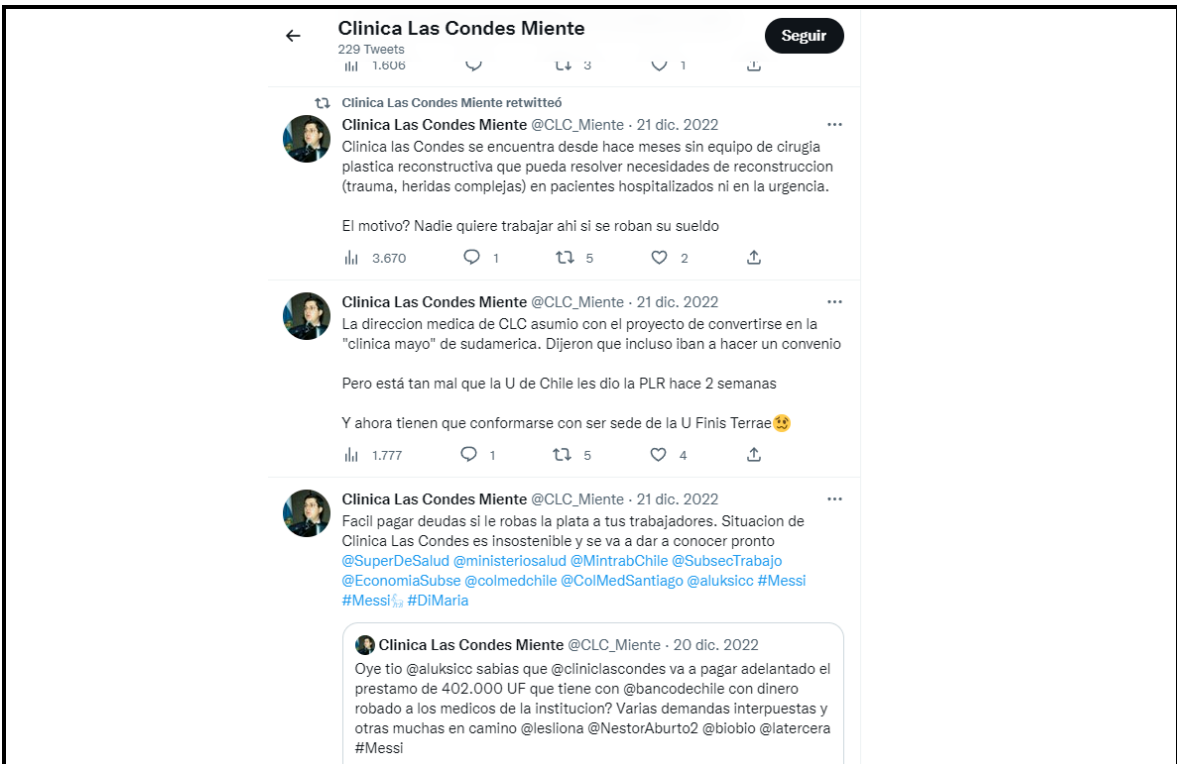 Clinica Las Condes Miente
Seguir
229 Tweets
1.606 3 1
Clinica Las Condes Miente retwitteó
Clinica Las Condes Miente @CLC_Miente · 21 dic. 2022
Clinica las Condes se encuentra desde hace meses sin equipo de cirugia
plastica reconstructiva que pueda resolver necesidades de reconstruccion
(trauma, heridas complejas) en pacientes hospitalizados ni en la urgencia.
El motivo? Nadie quiere trabajar ahi si se roban su sueldo
3.670 1 5 2
Clinica Las Condes Miente @CLC_Miente · 21 dic. 2022
La direccion medica de CLC asumio con el proyecto de convertirse en la
"clinica mayo" de sudamerica. Dijeron que incluso iban a hacer un convenio
Pero está tan mal que la U de Chile les dio la PLR hace 2 semanas
Y ahora tienen que conformarse con ser sede de la U Finis Terrae🥴
1.777 1 5 4
Clinica Las Condes Miente @CLC_Miente · 21 dic. 2022
Facil pagar deudas si le robas la plata a tus trabajadores. Situacion de
Clinica Las Condes es insostenible y se va a dar a conocer pronto
@SuperDeSalud @ministeriosalud @MintrabChile @SubsecTrabajo
@EconomiaSubse @colmedchile @ColMedSantiago @aluksicc #Messi
#Messi #DiMaria
Clinica Las Condes Miente @CLC_Miente · 20 dic. 2022
Oye tio @aluksicc sabias que @cliniclascondes va a pagar adelantado el
prestamo de 402.000 UF que tiene con @bancodechile con dinero
robado a los medicos de la institucion? Varias demandas interpuestas y
otras muchas en camino @lesliona @NestorAburto2 @biobio @latercera
#Messi